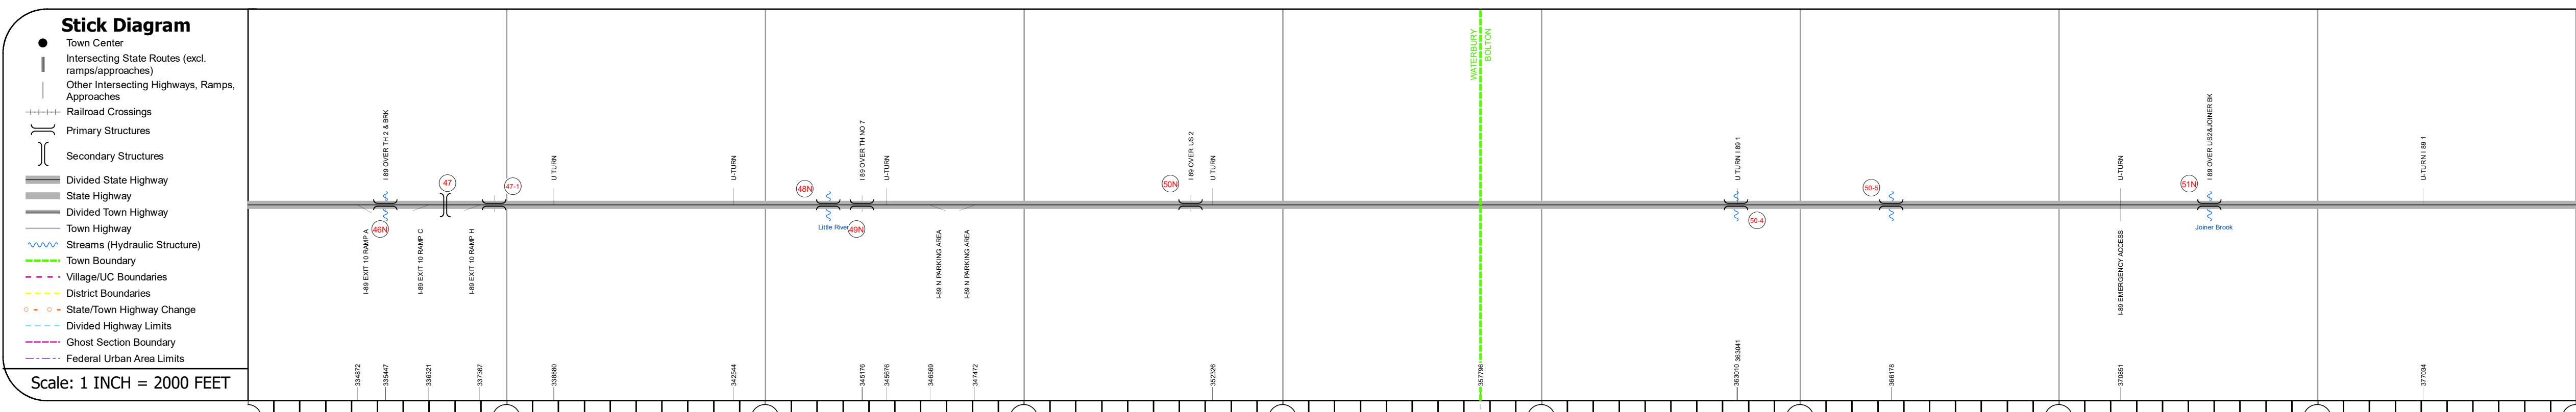 Stick Diagram
Town Center
Intersecting State Routes (excl.
ramps/approaches)
Other Intersecting Highways, Ramps,
Approaches
Railroad Crossings
Primary Structures
Secondary Structures
Divided State Highway
State Highway
Divided Town Highway
Town Highway
Streams (Hydraulic Structure)
Town Boundary
Village/UC Boundaries
District Boundaries
State/Town Highway Change
Divided Highway Limits
Ghost Section Boundary
Federal Urban Area Limits
Scale: 1 INCH = 2000 FEET
WATERBURY
BOLTON
I 89 OVER TH 2 & BRK
U TURN
U-TURN
I 89 OVER TH NO 7
U-TURN
I 89 OVER US 2
U TURN
U TURN I 89 1
U-TURN
I 89 OVER US2&JOINER BK
U-TURN I 89 1
47
47-1
48N
50N
50-5
51N
46N
49N
50-4
Little River
Joiner Brook
I-89 EXIT 10 RAMP A
I-89 EXIT 10 RAMP C
I-89 EXIT 10 RAMP H
I-89 N PARKING AREA
I-89 N PARKING AREA
I-89 EMERGENCY ACCESS
334872
335447
336321
337367
338880
342544
345176
345676
346569
347472
352326
357796
363010 363041
366178
370851
377034